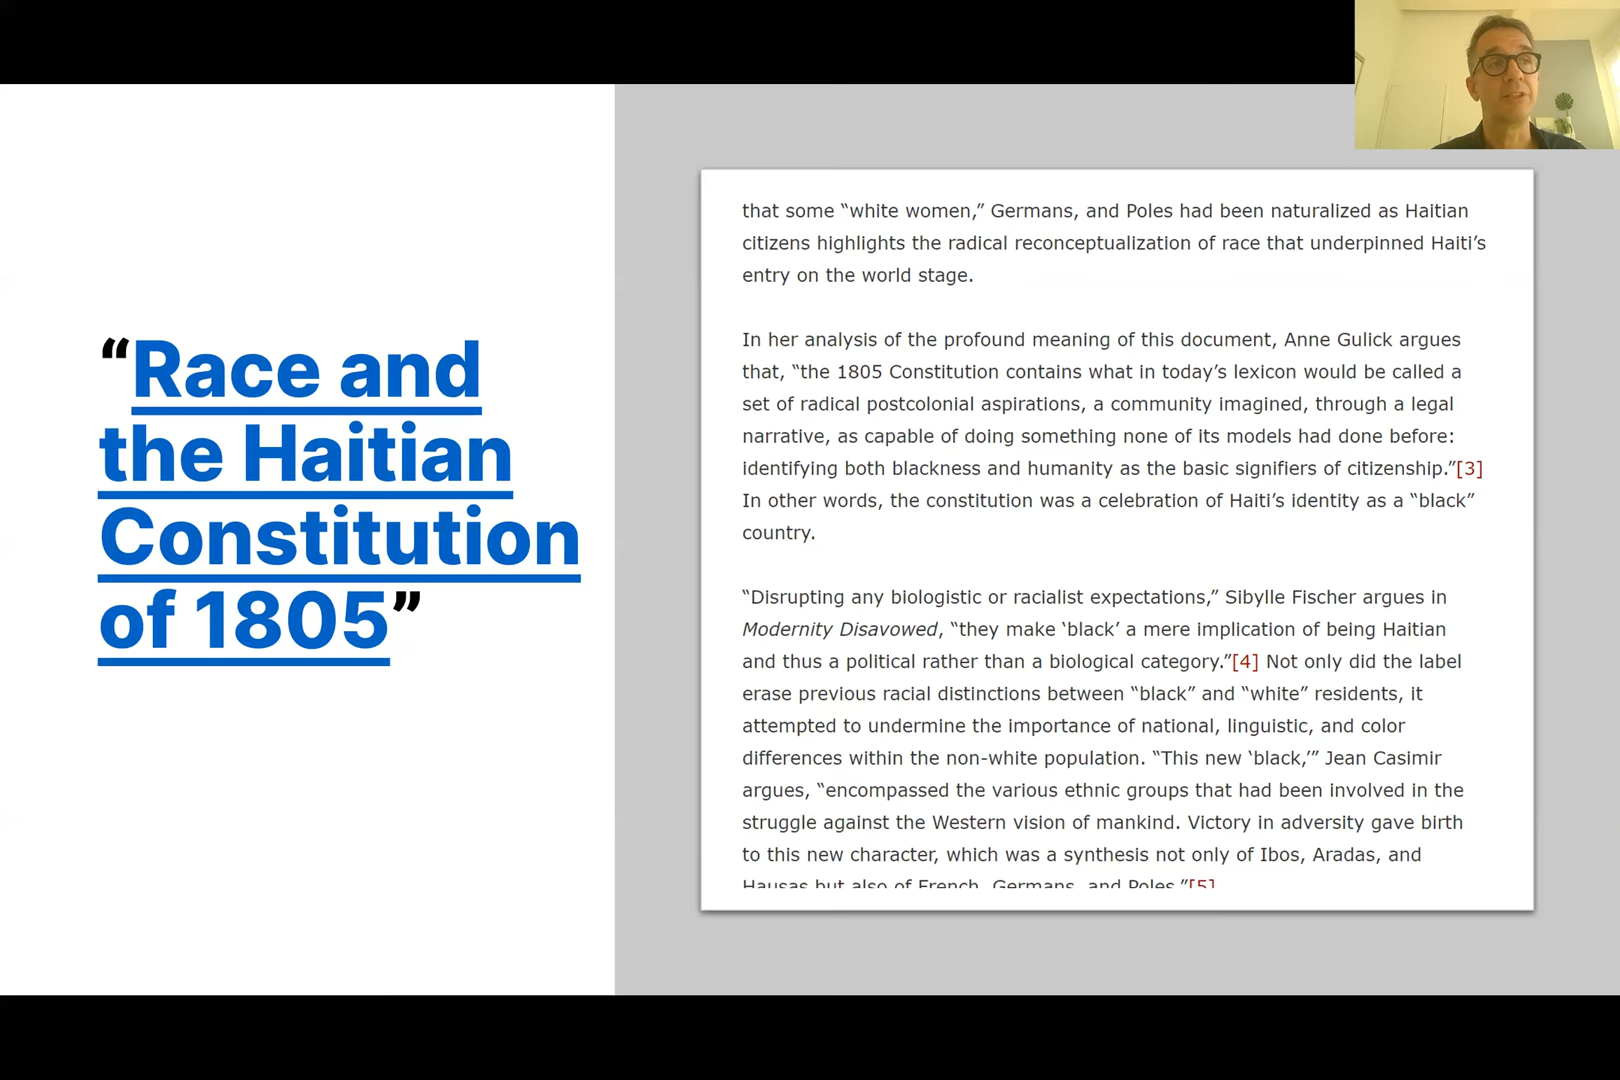 “Race and
the Haitian
Constitution
of 1805”
that some “white women,” Germans, and Poles had been naturalized as Haitian
citizens highlights the radical reconceptualization of race that underpinned Haiti’s
entry on the world stage.
In her analysis of the profound meaning of this document, Anne Gulick argues
that, “the 1805 Constitution contains what in today’s lexicon would be called a
set of radical postcolonial aspirations, a community imagined, through a legal
narrative, as capable of doing something none of its models had done before:
identifying both blackness and humanity as the basic signifiers of citizenship.”[3]
In other words, the constitution was a celebration of Haiti’s identity as a “black”
country.
“Disrupting any biologistic or racialist expectations,” Sibylle Fischer argues in
Modernity Disavowed, “they make ‘black’ a mere implication of being Haitian
and thus a political rather than a biological category.”[4] Not only did the label
erase previous racial distinctions between “black” and “white” residents, it
attempted to undermine the importance of national, linguistic, and color
differences within the non-white population. “This new ‘black,’” Jean Casimir
argues, “encompassed the various ethnic groups that had been involved in the
struggle against the Western vision of mankind. Victory in adversity gave birth
to this new character, which was a synthesis not only of Ibos, Aradas, and
Hausas but also of French, Germans, and Poles.”[5]